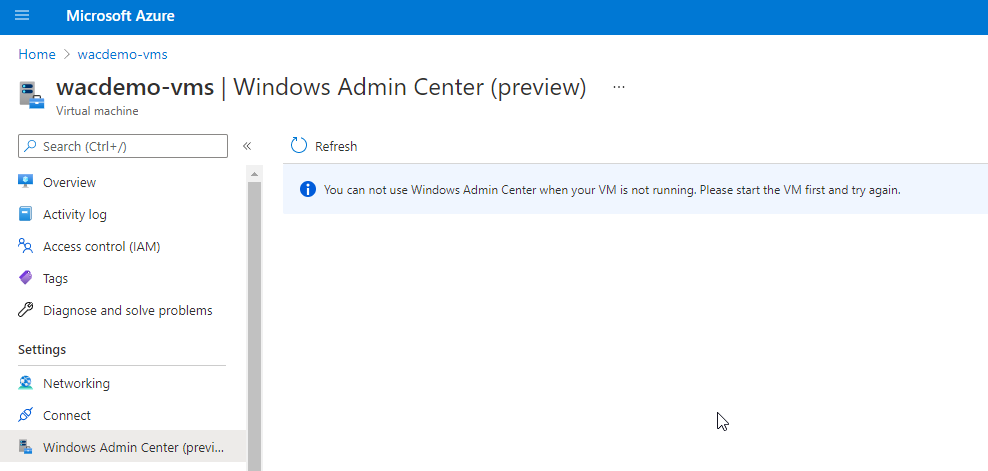 Microsoft Azure
Home > wacdemo-vms
wacdemo-vms | Windows Admin Center (preview) ...
Virtual machine
Search (Ctrl+/) «
Refresh
You can not use Windows Admin Center when your VM is not running. Please start the VM first and try again.
Overview
Activity log
Access control (IAM)
Tags
Diagnose and solve problems
Settings
Networking
Connect
Windows Admin Center (previ...